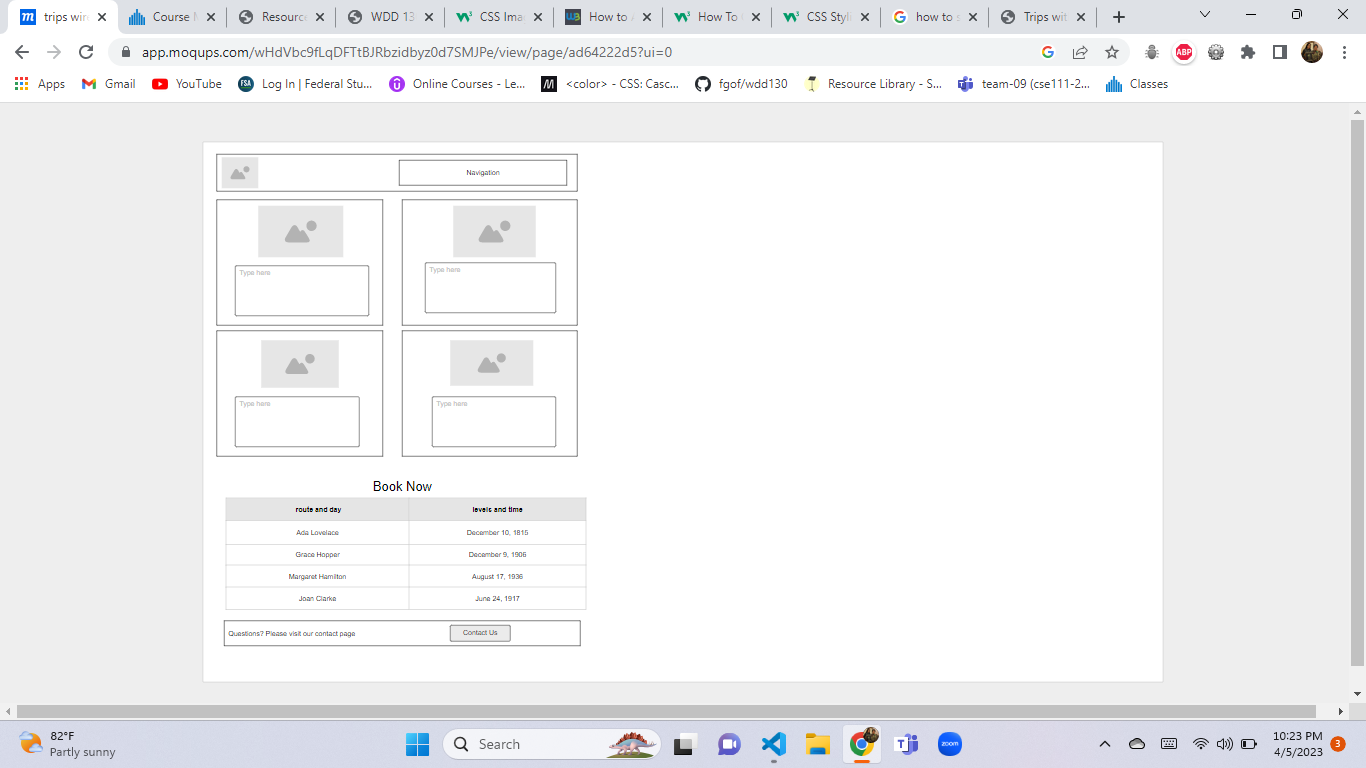 trips wire
Course M
Resource
WDD 13
CSS Ima
How to A
How To
CSS Styli
how to s
Trips wit
app.moqups.com/wHdVbc9fLqDFTtBJRbzidbyz0d7SMJPe/view/page/ad64222d5?ui=0
ABP
Apps
Gmail
YouTube
FSA
Log In | Federal Stu...
Online Courses - Le...
<color> - CSS: Casc...
fgof/wdd130
Resource Library - S...
team-09 (cse111-2...
Classes
Navigation
Type here
Type here
Type here
Type here
Book Now
route and day
levels and time
Ada Lovelace
December 10, 1815
Grace Hopper
December 9, 1906
Margaret Hamilton
August 17, 1936
Joan Clarke
June 24, 1917
Questions? Please visit our contact page
Contact Us
82°F
Partly sunny
Search
zoom
10:23 PM
4/5/2023
3